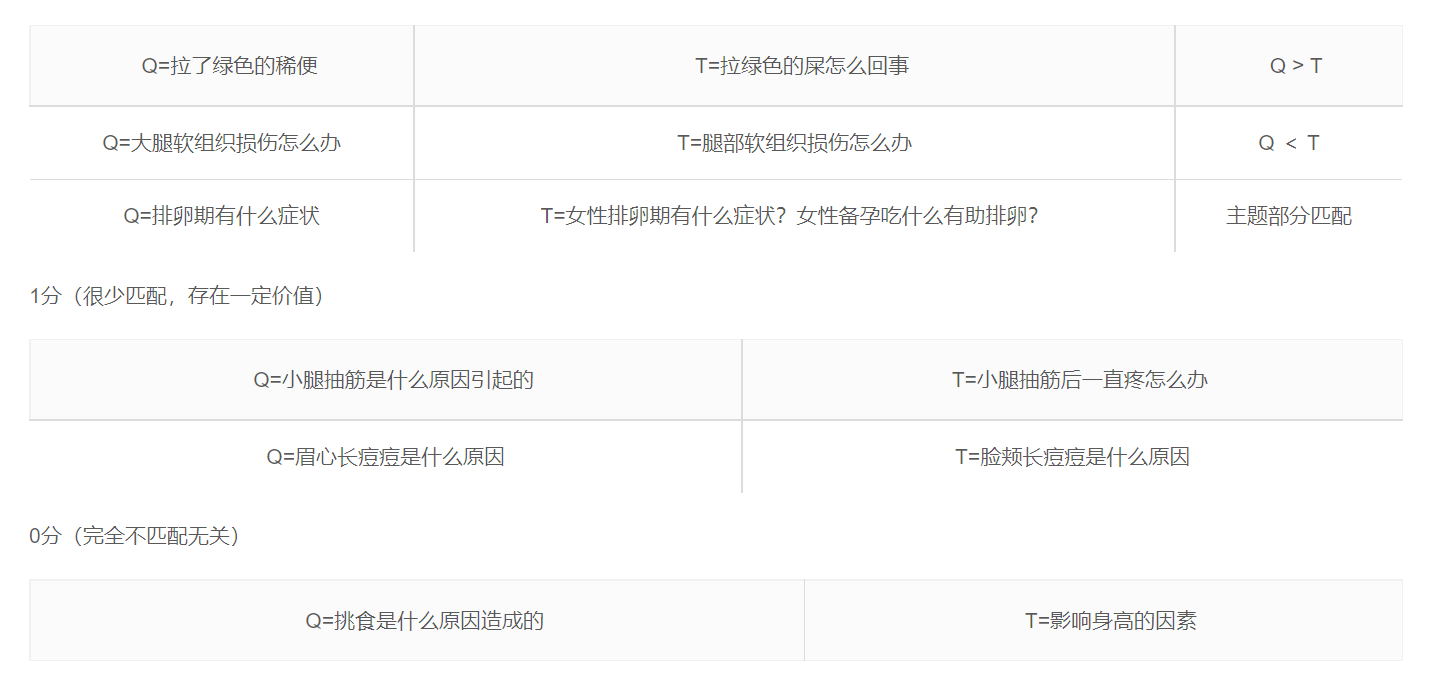 Q=拉了绿色的稀便 T=拉绿色的屎怎么回事 Q > T
Q=大腿软组织损伤怎么办 T=腿部软组织损伤怎么办 Q < T
Q=排卵期有什么症状 T=女性排卵期有什么症状？女性备孕吃什么有助排卵？ 主题部分匹配
1分（很少匹配，存在一定价值）
Q=小腿抽筋是什么原因引起的 T=小腿抽筋后一直疼怎么办
Q=眉心长痘痘是什么原因 T=脸颊长痘痘是什么原因
0分（完全不匹配无关）
Q=挑食是什么原因造成的 T=影响身高的因素